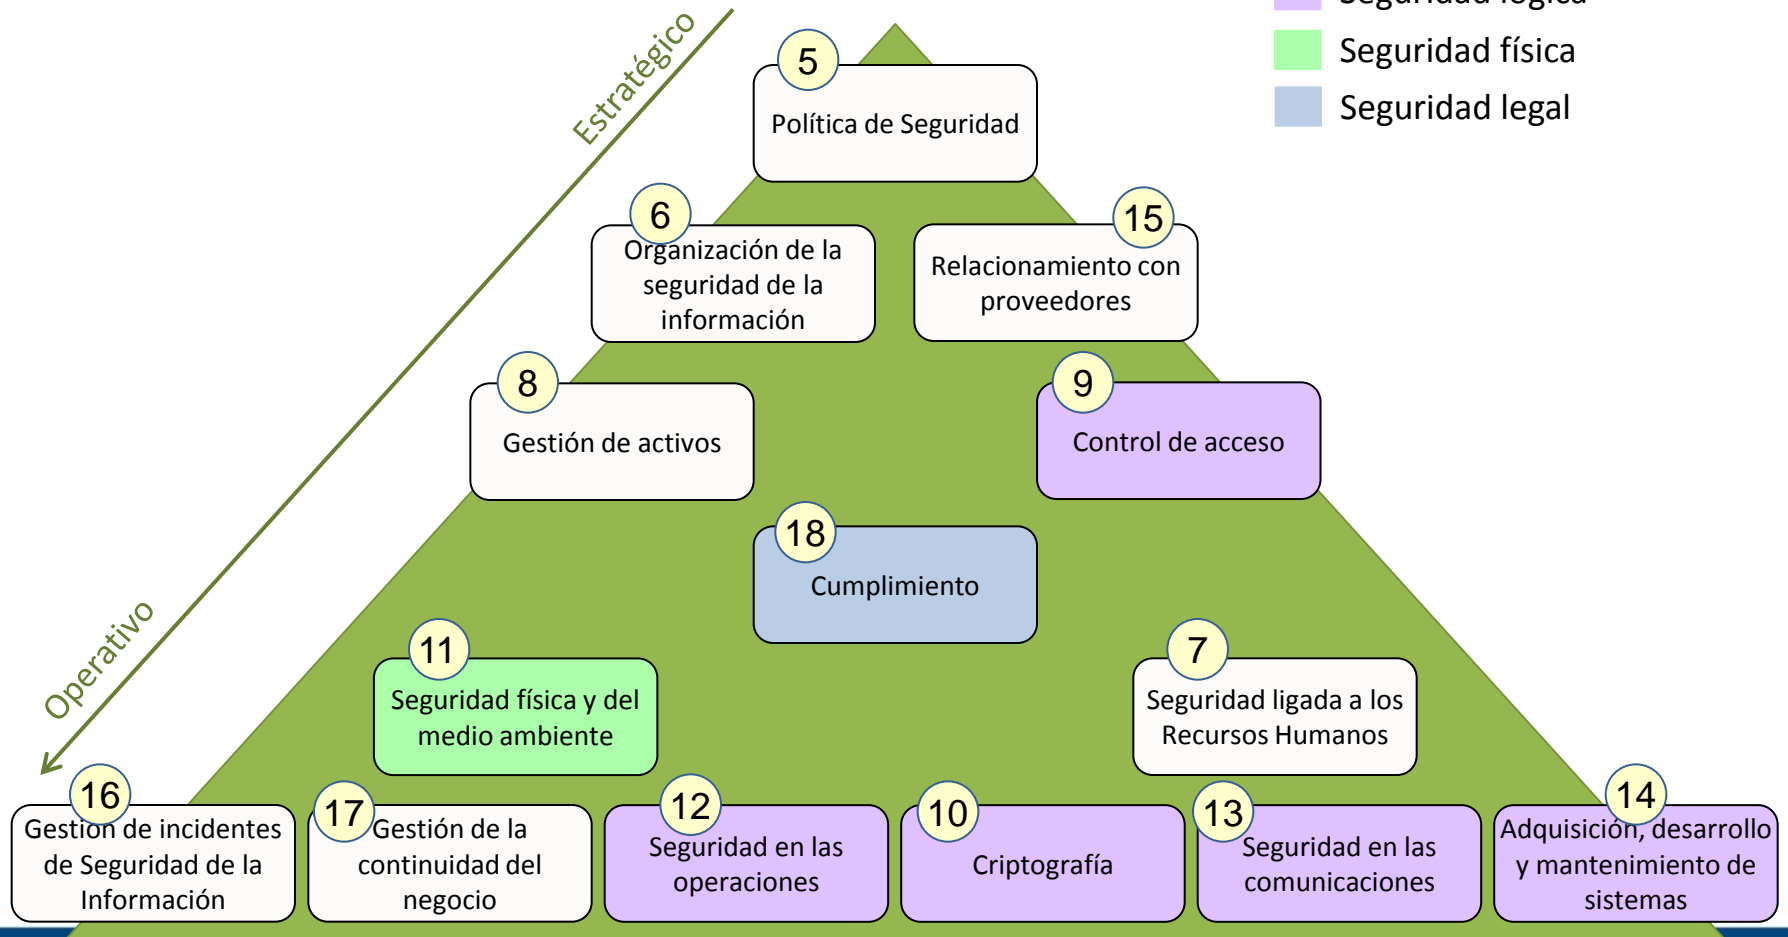 Seguridad lógica
Seguridad física
Seguridad legal
Estratégico
Operativo
5
Política de Seguridad
6
Organización de la
seguridad de la
información
15
Relacionamiento con
proveedores
8
Gestión de activos
9
Control de acceso
18
Cumplimiento
11
Seguridad física y del
medio ambiente
7
Seguridad ligada a los
Recursos Humanos
16
Gestión de incidentes
de Seguridad de la
Información
17
Gestión de la
continuidad del
negocio
12
Seguridad en las
operaciones
10
Criptografía
13
Seguridad en las
comunicaciones
14
Adquisición, desarrollo
y mantenimiento de
sistemas